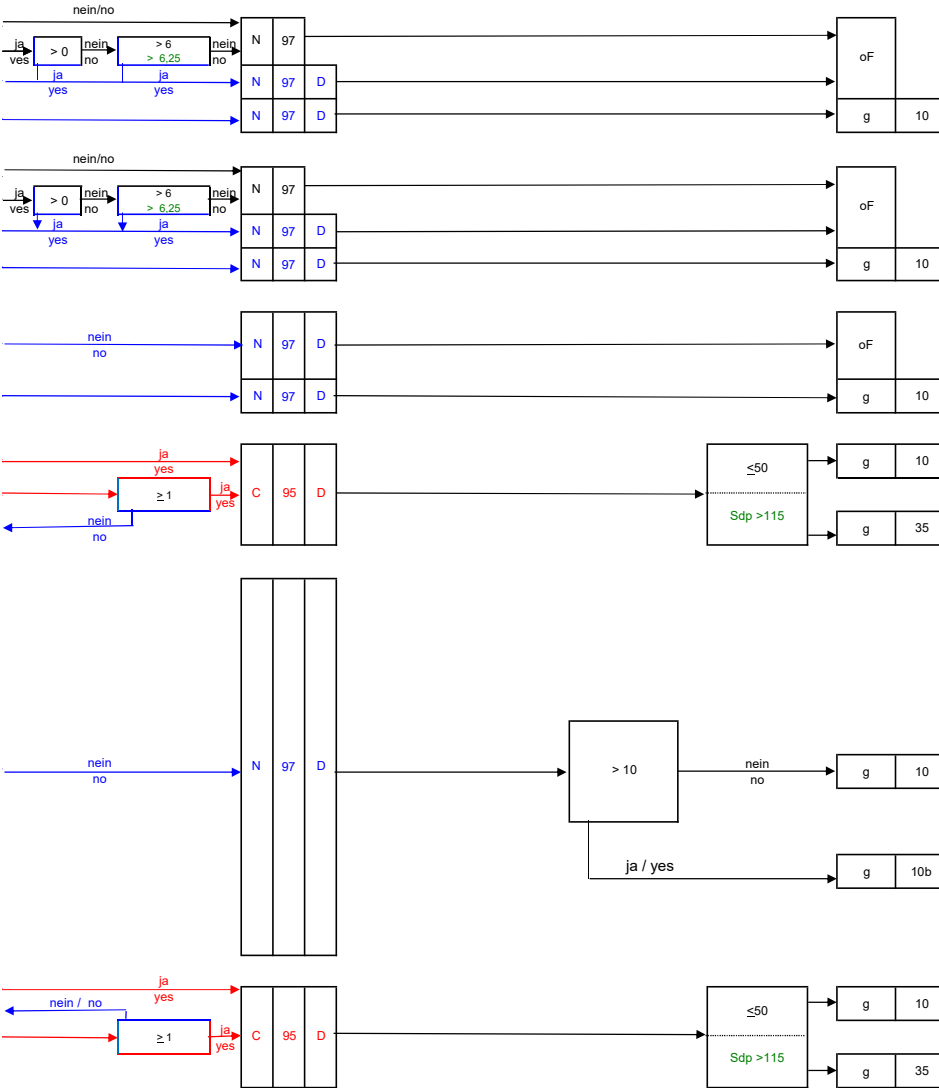 nein/no
N 97
oF
ja
yes
> 0
nein
no
> 6
> 6,25
nein
no
ja
yes
ja
yes
N 97 D
N 97 D
g 10
nein/no
N 97
oF
ja
yes
> 0
nein
no
> 6
> 6,25
nein
no
ja
yes
ja
yes
N 97 D
N 97 D
g 10
nein
no
N 97 D
oF
N 97 D
g 10
ja
yes
≥ 1
ja
yes
nein
no
C 95 D
≤50
Sdp >115
g 10
g 35
nein
no
N 97 D
> 10
nein
no
g 10
ja / yes
g 10b
ja
yes
nein / no
≥ 1
ja
yes
C 95 D
≤50
Sdp >115
g 10
g 35